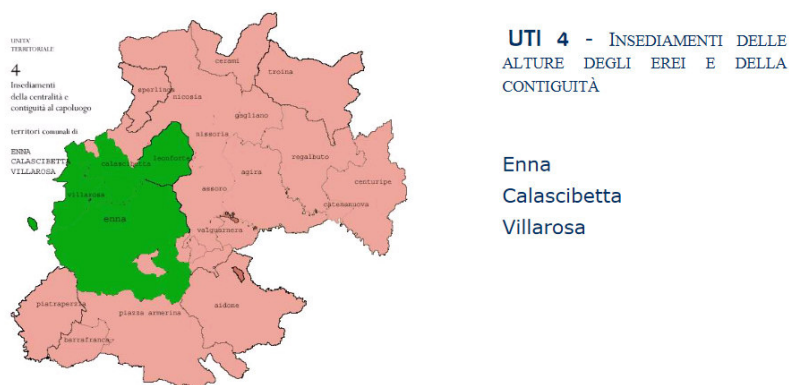 UNITA'
TERRITORIALE
4
Insediamenti
della centralità e
contiguità al capoluogo
territori comunali di
ENNA
CALASCIBETTA
VILLAROSA
cerami
troina
sperlinga
nicosia
gagliano
nissoria
calascibetta
leonforte
agira
regalbuto
centuripe
villarosa
assoro
catenanuova
enna
valguarnera
piatraperzia
piazza armerina
aidone
barrafranca
UTI 4 - INSEDIAMENTI DELLE
ALTURE DEGLI EREI E DELLA
CONTIGUITÀ
Enna
Calascibetta
Villarosa